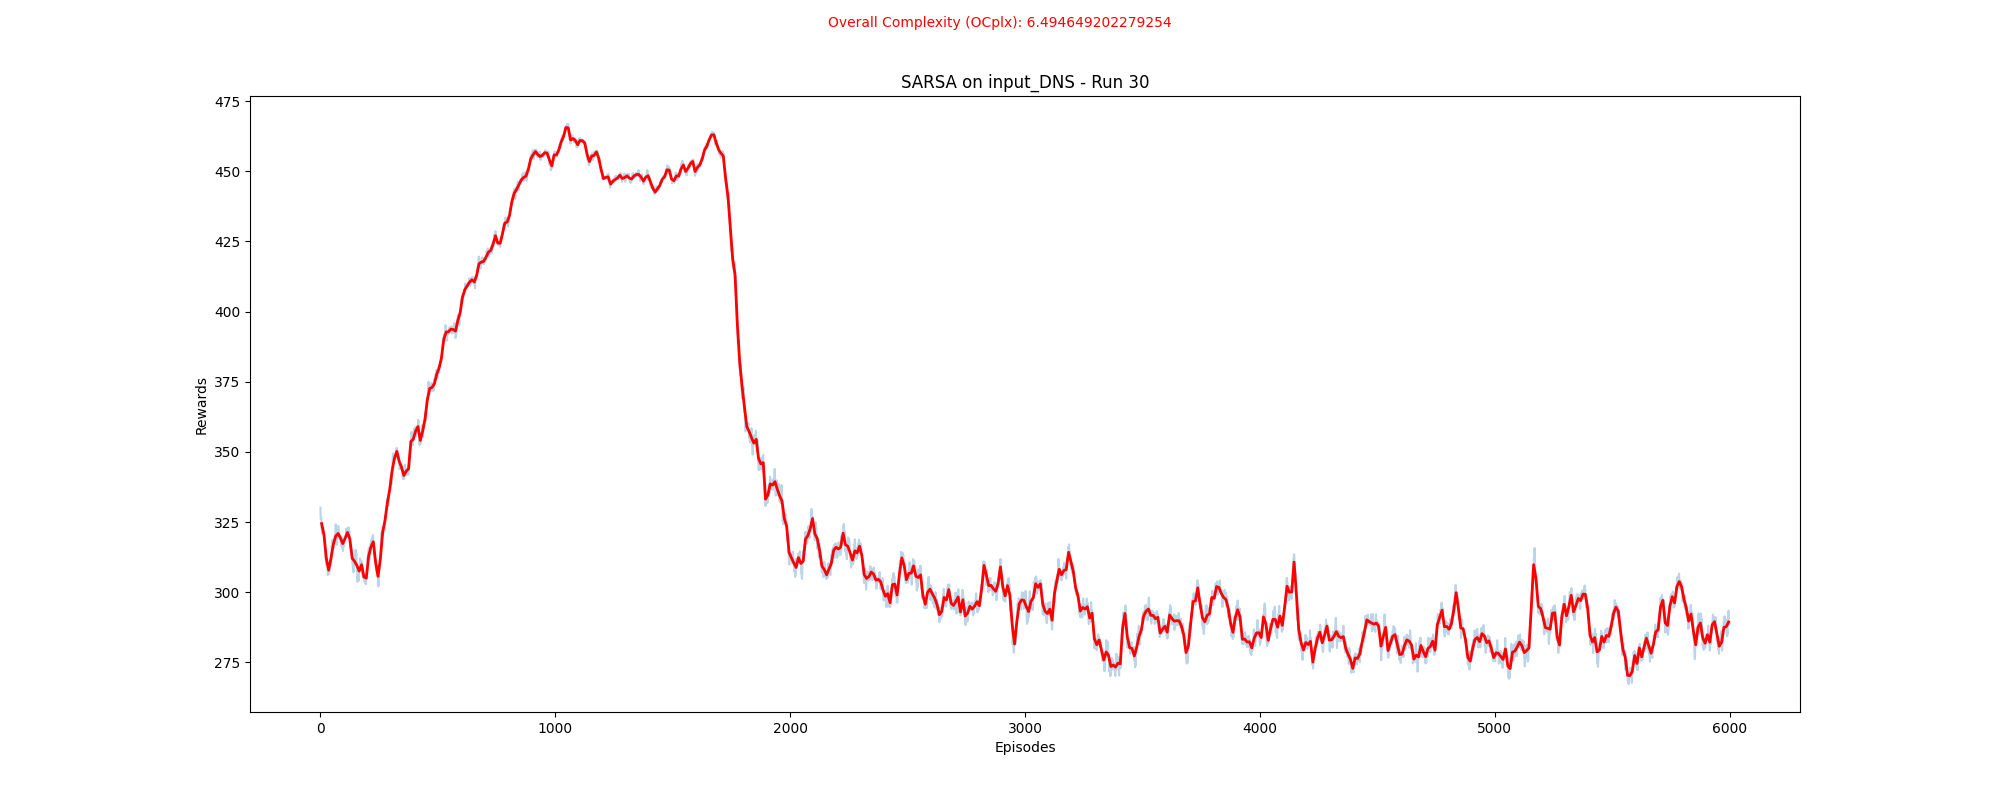 Overall Complexity (OCplx): 6.494649202279254
SARSA on input_DNS - Run 30
475
450
425
400
375
350
325
300
275
Rewards
0 1000 2000 3000 4000 5000 6000
Episodes